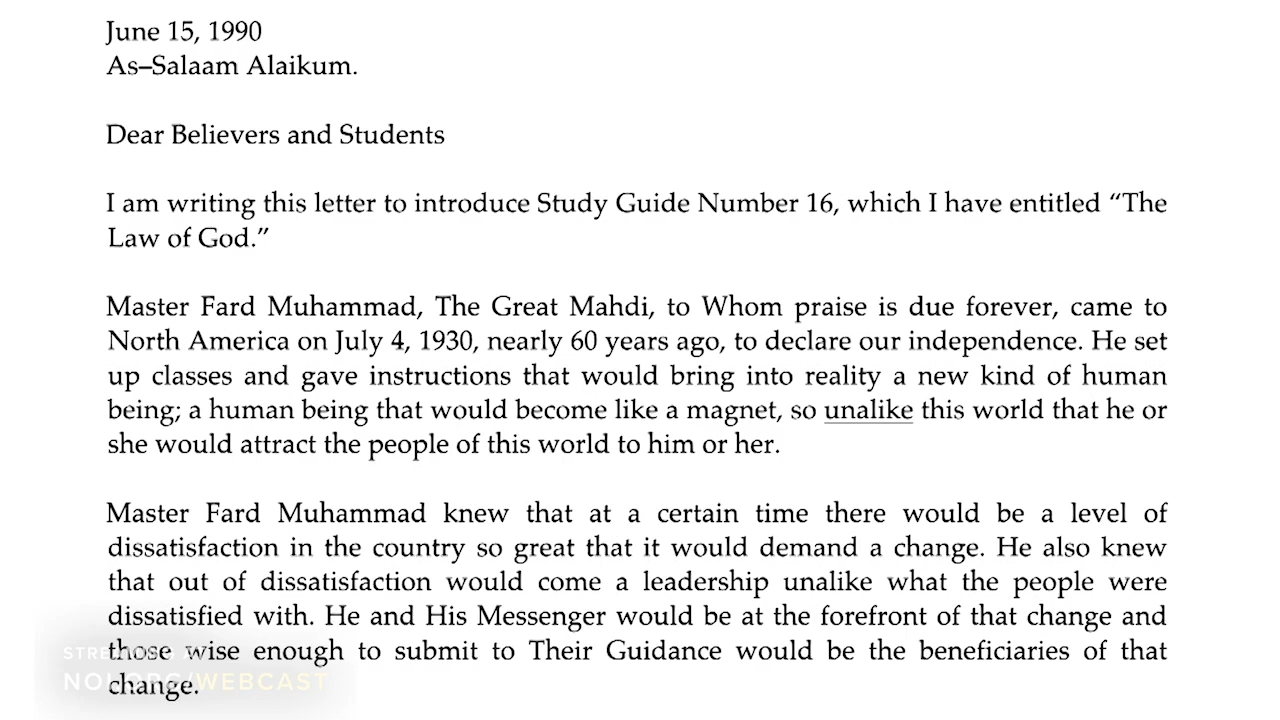 June 15, 1990
As–Salaam Alaikum.
Dear Believers and Students
I am writing this letter to introduce Study Guide Number 16, which I have entitled “The
Law of God.”
Master Fard Muhammad, The Great Mahdi, to Whom praise is due forever, came to
North America on July 4, 1930, nearly 60 years ago, to declare our independence. He set
up classes and gave instructions that would bring into reality a new kind of human
being; a human being that would become like a magnet, so unalike this world that he or
she would attract the people of this world to him or her.
Master Fard Muhammad knew that at a certain time there would be a level of
dissatisfaction in the country so great that it would demand a change. He also knew
that out of dissatisfaction would come a leadership unalike what the people were
dissatisfied with. He and His Messenger would be at the forefront of that change and
those wise enough to submit to Their Guidance would be the beneficiaries of that
change.
NOI.ORG/WEBCAST